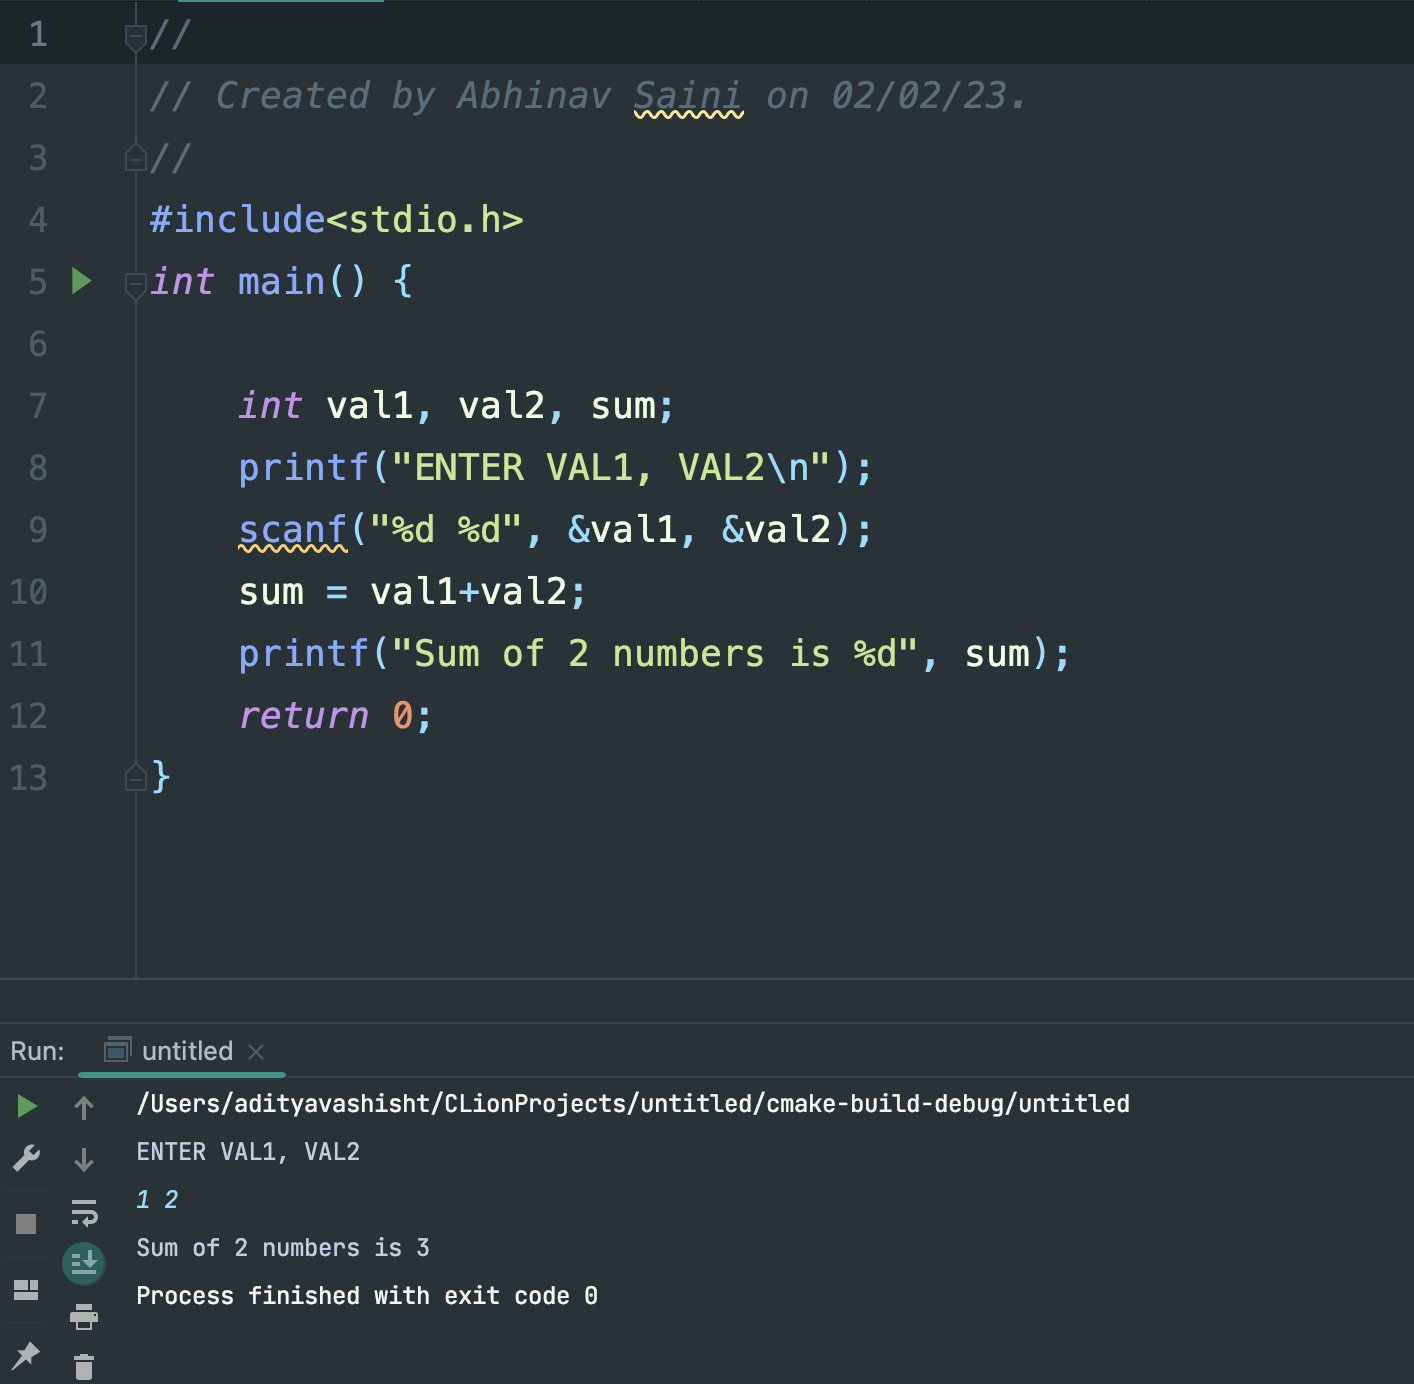 1 //
2 // Created by Abhinav Saini on 02/02/23.
3 //
4 #include<stdio.h>
5 int main() {
6
7 int val1, val2, sum;
8 printf("ENTER VAL1, VAL2\n");
9 scanf("%d %d", &val1, &val2);
10 sum = val1+val2;
11 printf("Sum of 2 numbers is %d", sum);
12 return 0;
13 }
Run: untitled
/Users/adityavashisht/CLionProjects/untitled/cmake-build-debug/untitled
ENTER VAL1, VAL2
1 2
Sum of 2 numbers is 3
Process finished with exit code 0